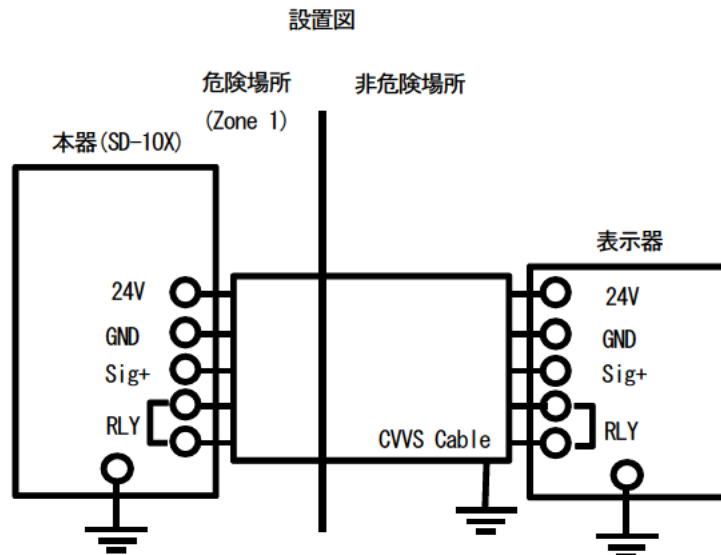 設置図
危険場所
(Zone 1)
非危険場所
本器(SD-10X)
24V
GND
Sig+
RLY
CVVS Cable
表示器
24V
GND
Sig+
RLY